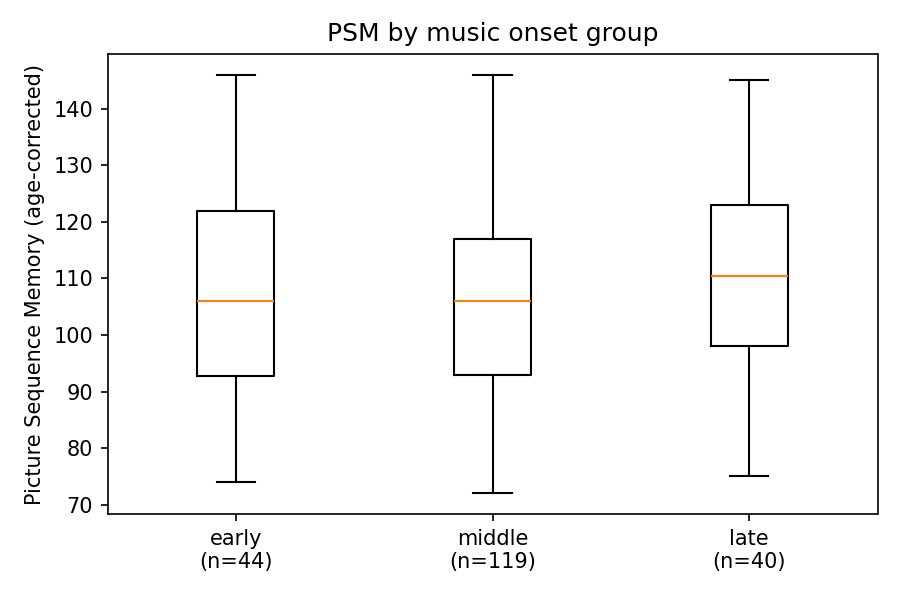 PSM by music onset group
Picture Sequence Memory (age-corrected)
140
130
120
110
100
90
80
70
early
(n=44)
middle
(n=119)
late
(n=40)